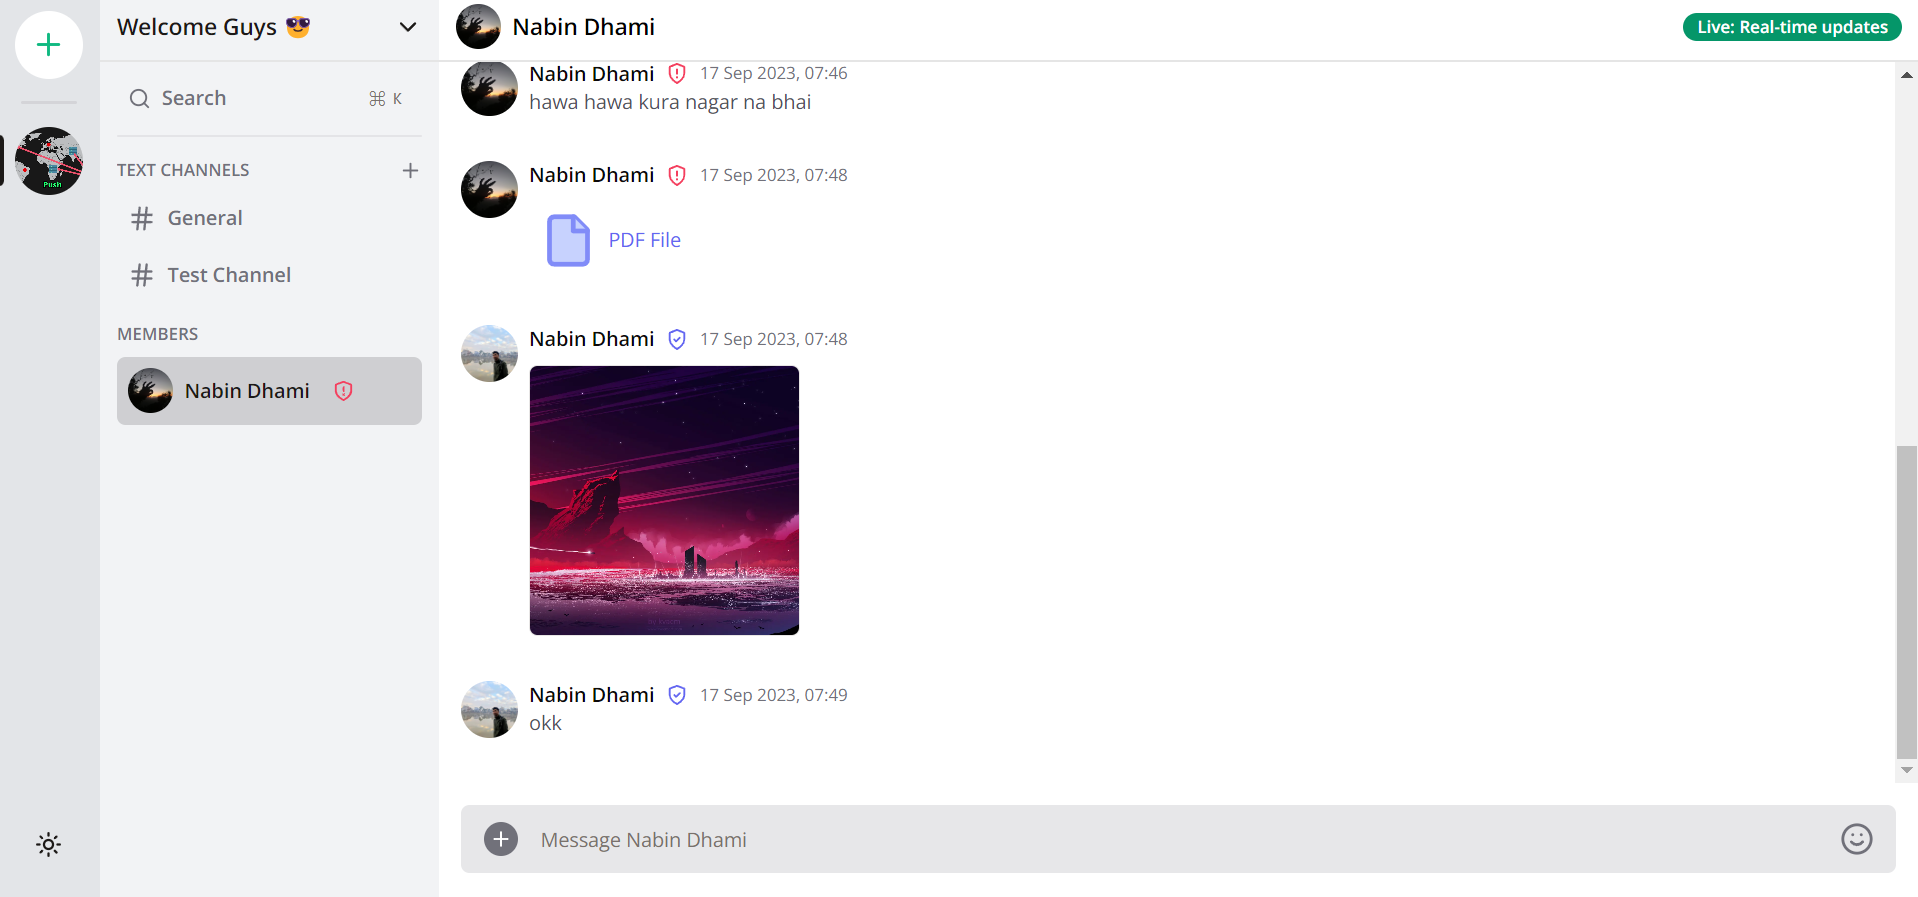 Welcome Guys 😎
Search
⌘ K
TEXT CHANNELS
General
Test Channel
MEMBERS
Nabin Dhami
Push
Nabin Dhami
Live: Real-time updates
Nabin Dhami 17 Sep 2023, 07:46
hawa hawa kura nagar na bhai
Nabin Dhami 17 Sep 2023, 07:48
PDF File
Nabin Dhami 17 Sep 2023, 07:48
Nabin Dhami 17 Sep 2023, 07:49
okk
Message Nabin Dhami